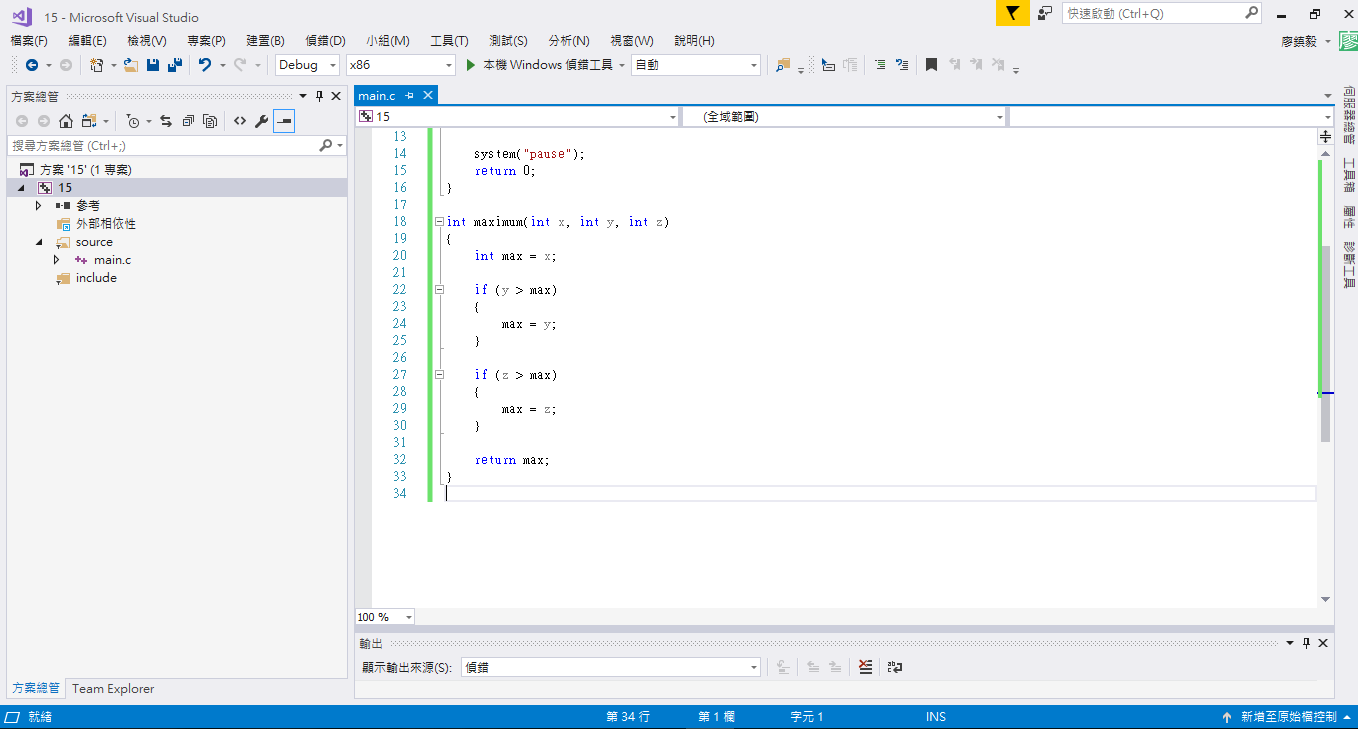 15 - Microsoft Visual Studio
快速啟動 (Ctrl+Q)
檔案(F) 編輯(E) 檢視(V) 專案(P) 建置(B) 偵錯(D) 小組(M) 工具(T) 測試(S) 分析(N) 視窗(W) 說明(H)
廖鎮毅
廖
Debug x86 本機 Windows 偵錯工具 自動
方案總管
搜尋方案總管 (Ctrl+;)
方案 '15' (1 專案)
15
參考
外部相依性
source
main.c
include
方案總管 Team Explorer
main.c
15 (全域範圍)
13
14 system("pause");
15 return 0;
16 }
17
18 int maximum(int x, int y, int z)
19 {
20 int max = x;
21
22 if (y > max)
23 {
24 max = y;
25 }
26
27 if (z > max)
28 {
29 max = z;
30 }
31
32 return max;
33 }
34
100 %
輸出
顯示輸出來源(S): 偵錯
伺服器總管
工具箱
屬性
診斷工具
就緒 第 34 行 第 1 欄 字元 1 INS 新增至原始檔控制